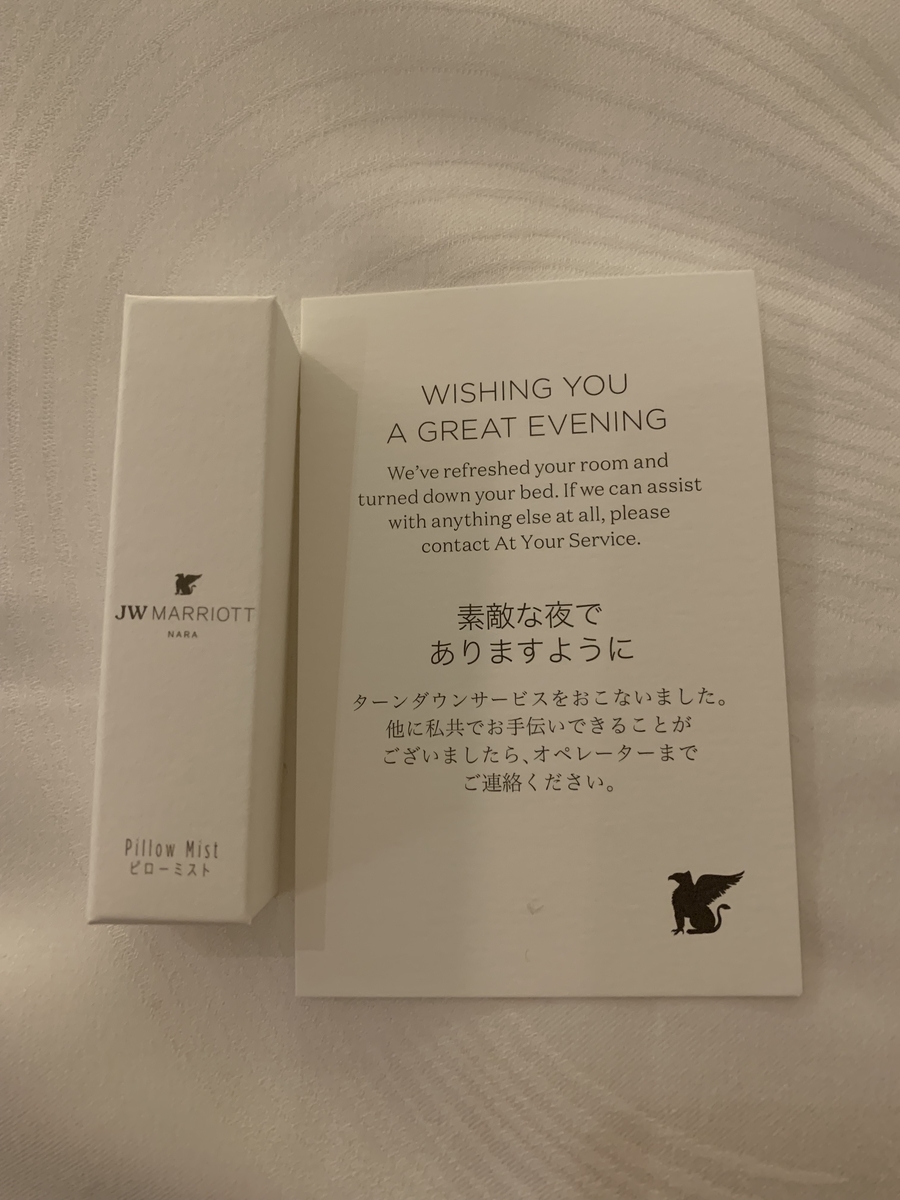 JW MARRIOTT
NARA
Pillow Mist
ピローミスト
WISHING YOU
A GREAT EVENING
We've refreshed your room and
turned down your bed. If we can assist
with anything else at all, please
contact At Your Service.
素敵な夜で
ありますように
ターンダウンサービスをおこないました。
他に私共でお手伝いできることが
ございましたら、オペレーターまで
ご連絡ください。